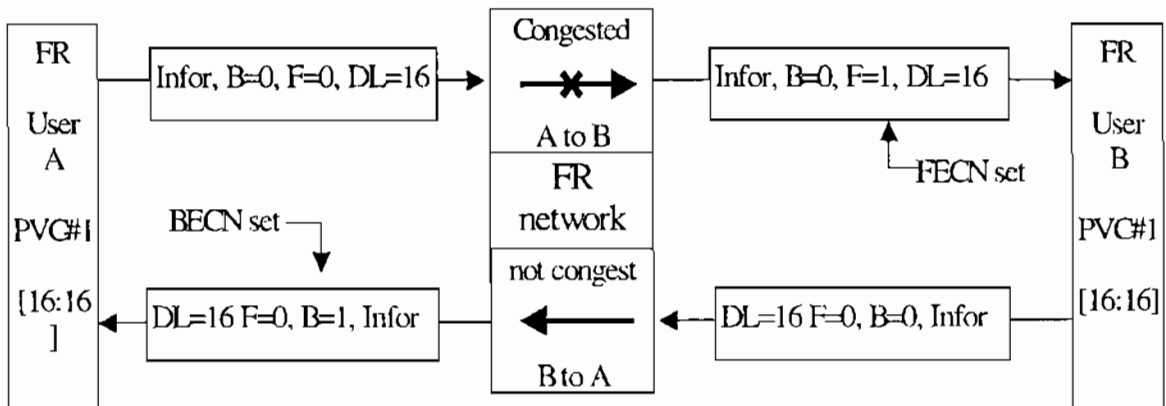 FR
User
A
PVC#1
[16:16
]
Infor, B=0, F=0, DL=16
BECN set
DL=16 F=0, B=1, Infor
Congested
A to B
FR
network
not congest
B to A
Infor, B=0, F=1, DL=16
FECN set
DL=16 F=0, B=0, Infor
FR
User
B
PVC#1
[16:16]